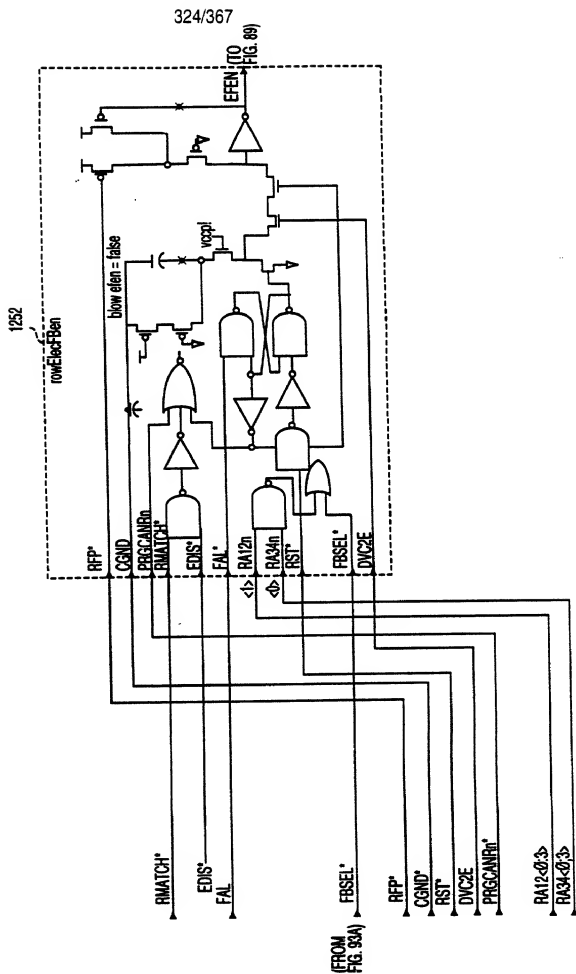 324/367
1252
rowElecFBen
RFP*
CGND
PRGCANRn
RMATCH*
EDIS*
FAL*
<1> RA12n
<0> RA34n
RST*
FBSEL*
DVC2E
blow efen = false
vccp!
EFEN
(TO
FIG. 89)
RMATCH*
EDIS*
FAL
FBSEL*
(FROM
FIG. 93A)
RFP*
CGND*
RST*
DVC2E
PRGCANRn*
RA12<0:3>
RA34<0:3>